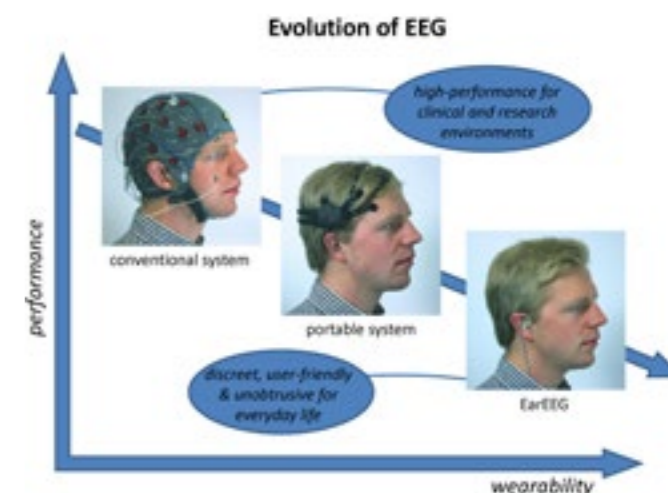 Evolution of EEG
high-performance for
clinical and research
environments
conventional system
performance
portable system
discreet, user-friendly
& unobtrusive for
everyday life
EarEEG
wearability